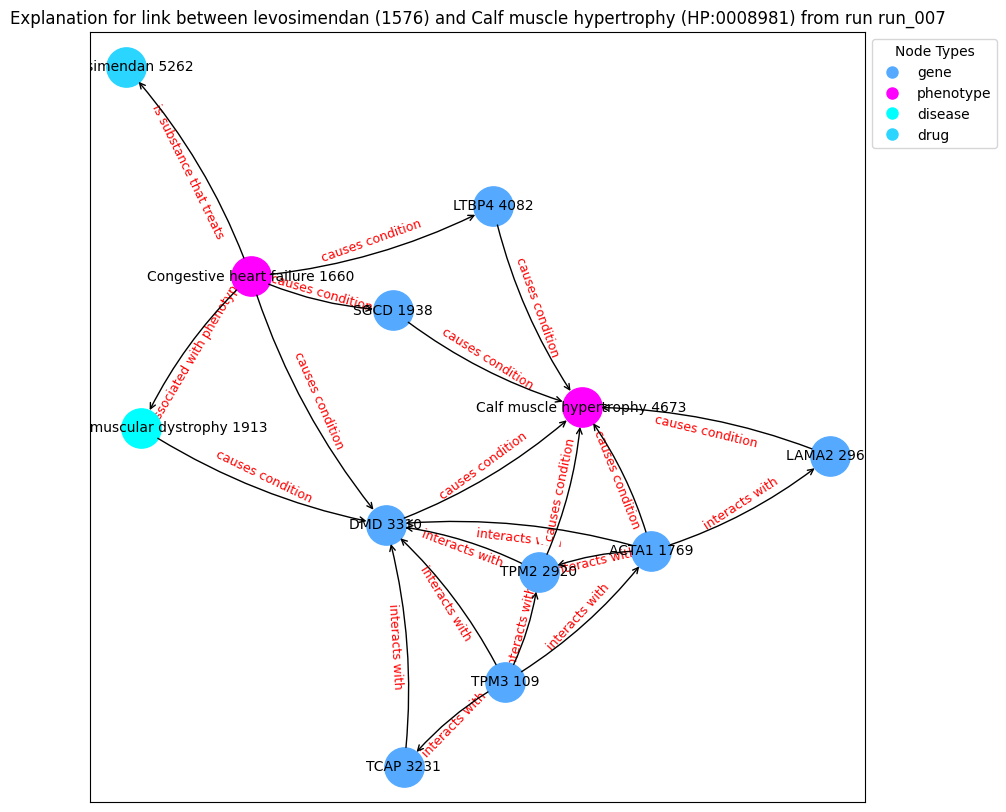 Explanation for link between levosimendan (1576) and Calf muscle hypertrophy (HP:0008981) from run run_007
Node Types
gene
phenotype
disease
drug
simendan 5262
is substance that treats
LTBP4 4082
causes condition
Congestive heart failure 1660
causes condition
SGCD 1938
causes condition
associated with phenotype
causes condition
causes condition
Calf muscle hypertrophy 4673
causes condition
muscular dystrophy 1913
LAMA2 296
causes condition
causes condition
causes condition
causes condition
interacts with
DMD 3330
interacts with
interacts with
ACTA1 1769
TPM2 2920
interacts with
interacts with
interacts with
interacts with
interacts with
TPM3 109
interacts with
TCAP 3231